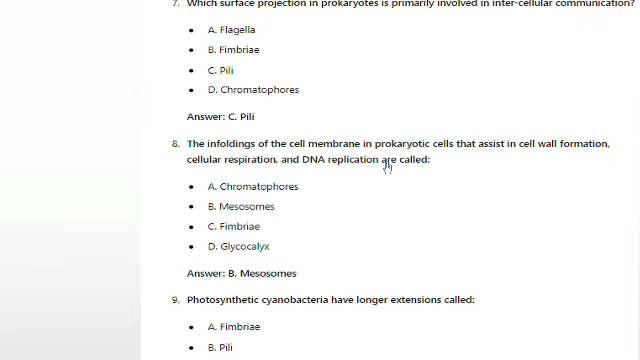 7. Which surface projection in prokaryotes is primarily involved in inter-cellular communication?
• A. Flagella
• B. Fimbriae
• C. Pili
• D. Chromatophores
Answer: C. Pili
8. The infoldings of the cell membrane in prokaryotic cells that assist in cell wall formation,
cellular respiration, and DNA replication are called:
• A. Chromatophores
• B. Mesosomes
• C. Fimbriae
• D. Glycocalyx
Answer: B. Mesosomes
9. Photosynthetic cyanobacteria have longer extensions called:
• A. Fimbriae
• B. Pili